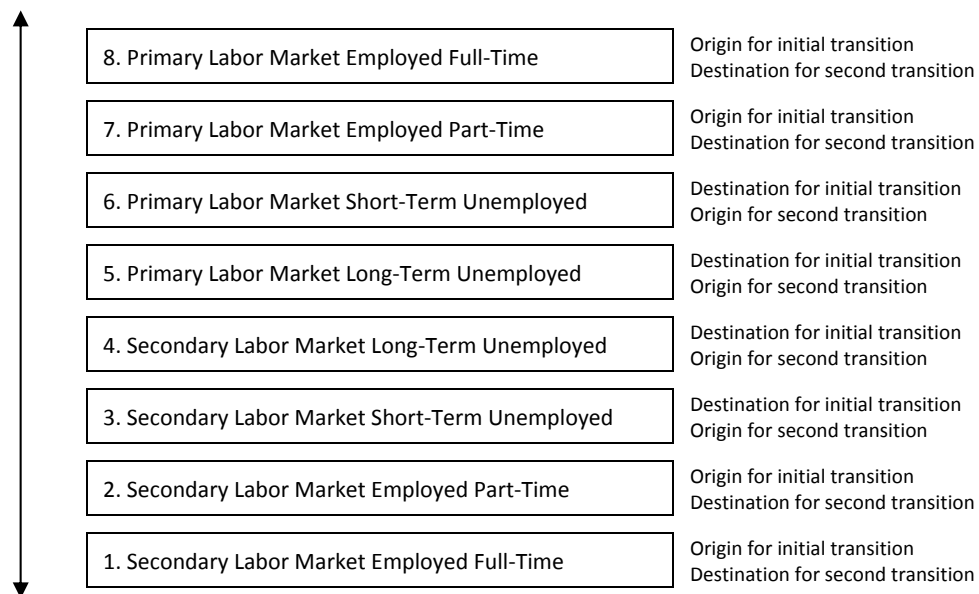 8. Primary Labor Market Employed Full-Time
Origin for initial transition
Destination for second transition
7. Primary Labor Market Employed Part-Time
Origin for initial transition
Destination for second transition
6. Primary Labor Market Short-Term Unemployed
Destination for initial transition
Origin for second transition
5. Primary Labor Market Long-Term Unemployed
Destination for initial transition
Origin for second transition
4. Secondary Labor Market Long-Term Unemployed
Destination for initial transition
Origin for second transition
3. Secondary Labor Market Short-Term Unemployed
Destination for initial transition
Origin for second transition
2. Secondary Labor Market Employed Part-Time
Origin for initial transition
Destination for second transition
1. Secondary Labor Market Employed Full-Time
Origin for initial transition
Destination for second transition